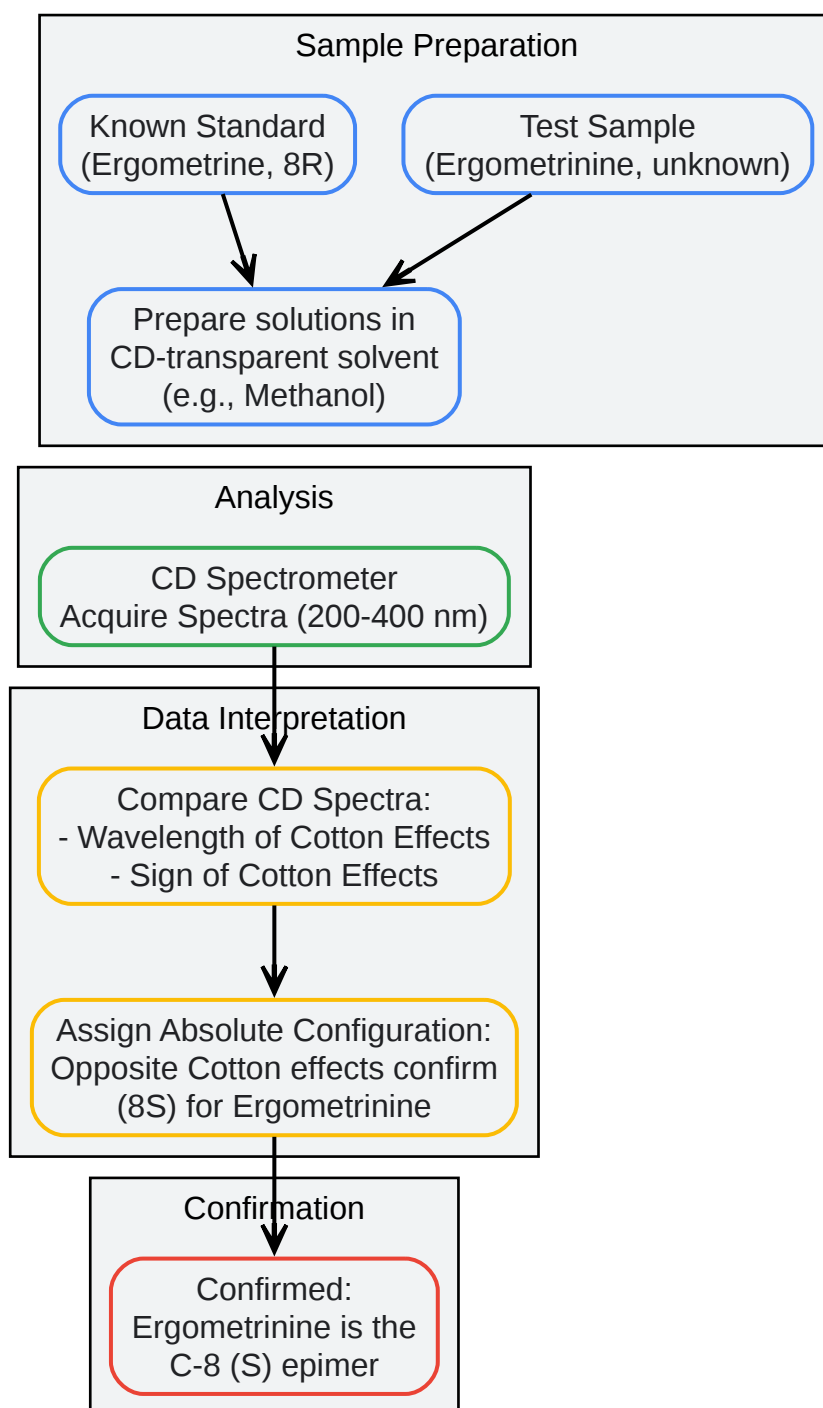 Sample Preparation
Known Standard
(Ergometrine, 8R)
Test Sample
(Ergometrinine, unknown)
Prepare solutions in
CD-transparent solvent
(e.g., Methanol)
Analysis
CD Spectrometer
Acquire Spectra (200-400 nm)
Data Interpretation
Compare CD Spectra:
- Wavelength of Cotton Effects
- Sign of Cotton Effects
Assign Absolute Configuration:
Opposite Cotton effects confirm
(8S) for Ergometrinine
Confirmation
Confirmed:
Ergometrinine is the
C-8 (S) epimer